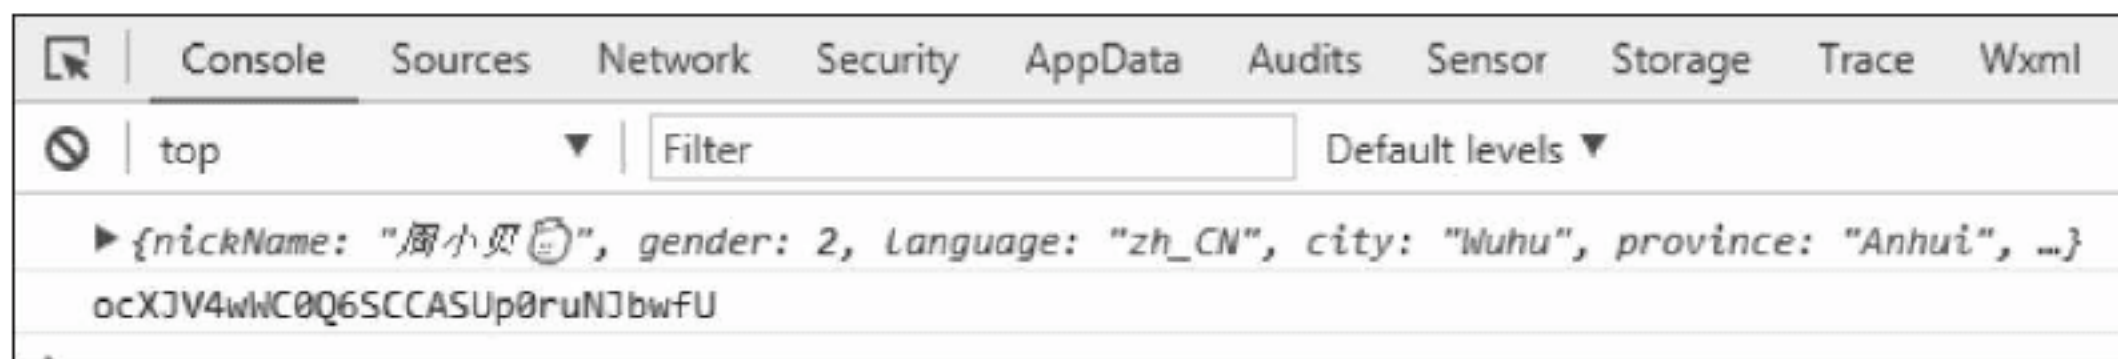 Console Sources Network Security AppData Audits Sensor Storage Trace Wxml
top Filter Default levels
{nickName: "周小贝", gender: 2, language: "zh_CN", city: "Wuhu", province: "Anhui", …}
ocXJV4wWC0Q6SCCASUp0ruNJbwfU